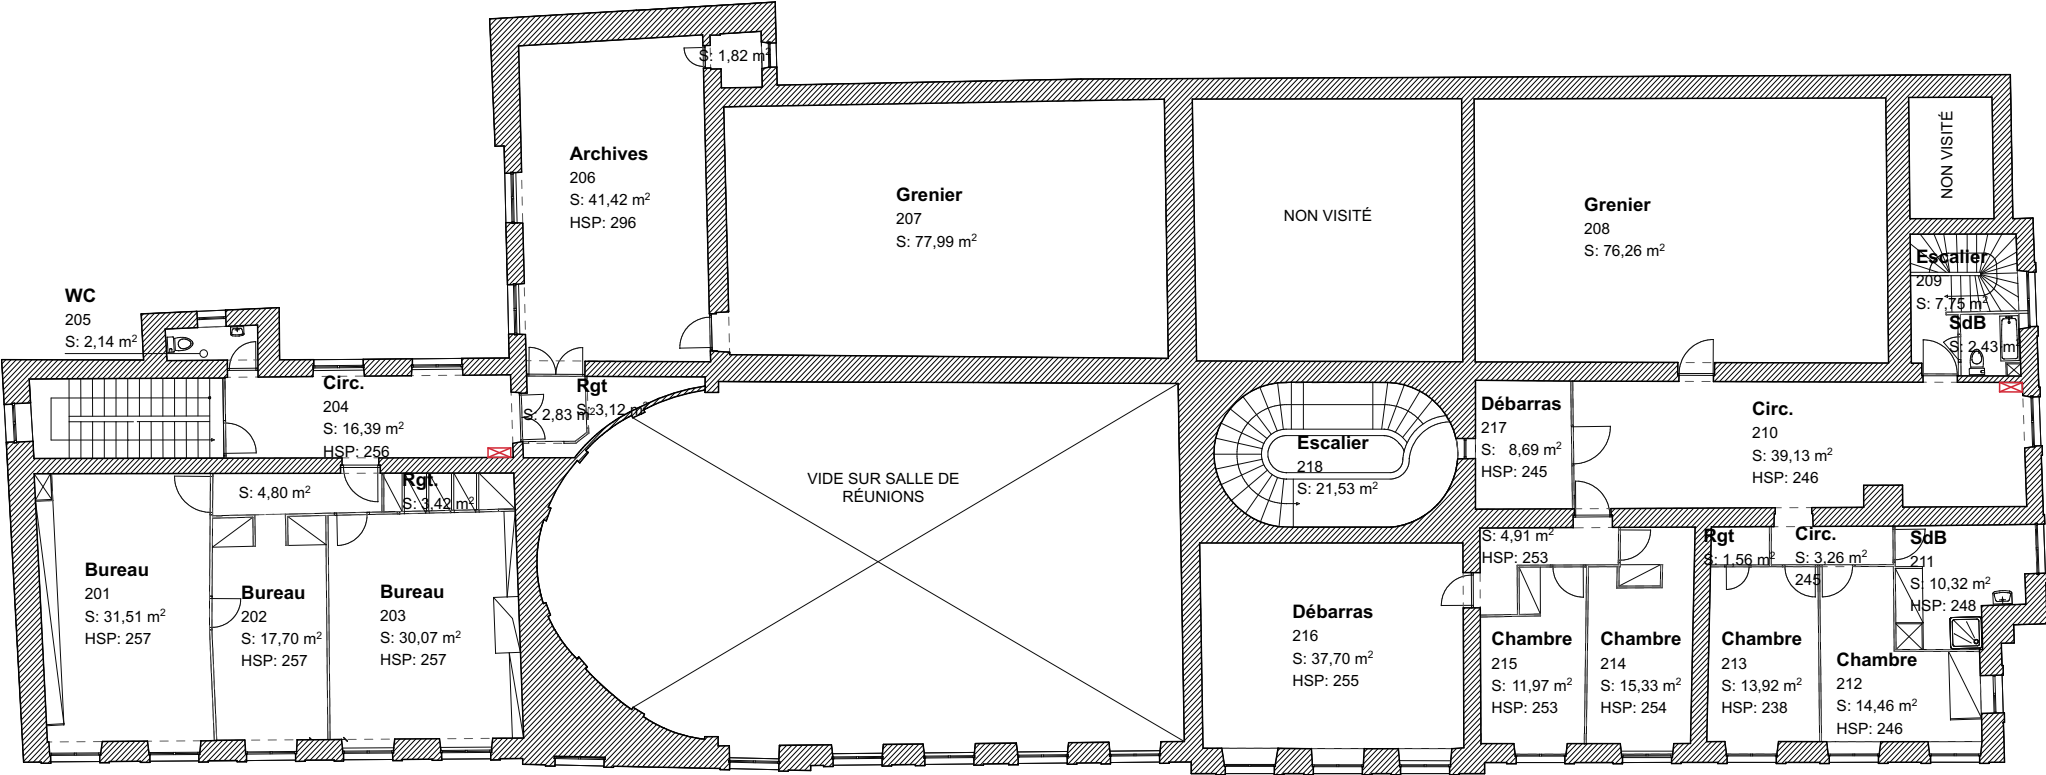 S: 1,82 m²
Archives
206
S: 41,42 m²
HSP: 296
Grenier
207
S: 77,99 m²
NON VISITÉ
Grenier
208
S: 76,26 m²
NON VISITÉ
Escalier
209
S: 7,75 m²
SdB
S: 2,43 m²
WC
205
S: 2,14 m²
Circ.
204
S: 16,39 m²
HSP: 256
S: 2,83 m²
Rgt
S: 3,12 m²
Escalier
218
S: 21,53 m²
Débarras
217
S: 8,69 m²
HSP: 245
Circ.
210
S: 39,13 m²
HSP: 246
VIDE SUR SALLE DE
RÉUNIONS
S: 4,80 m²
Rgt.
S: 3,42 m²
Bureau
201
S: 31,51 m²
HSP: 257
Bureau
202
S: 17,70 m²
HSP: 257
Bureau
203
S: 30,07 m²
HSP: 257
Débarras
216
S: 37,70 m²
HSP: 255
S: 4,91 m²
HSP: 253
Rgt
S: 1,56 m²
Circ.
S: 3,26 m²
245
SdB
211
S: 10,32 m²
HSP: 248
Chambre
215
S: 11,97 m²
HSP: 253
Chambre
214
S: 15,33 m²
HSP: 254
Chambre
213
S: 13,92 m²
HSP: 238
Chambre
212
S: 14,46 m²
HSP: 246